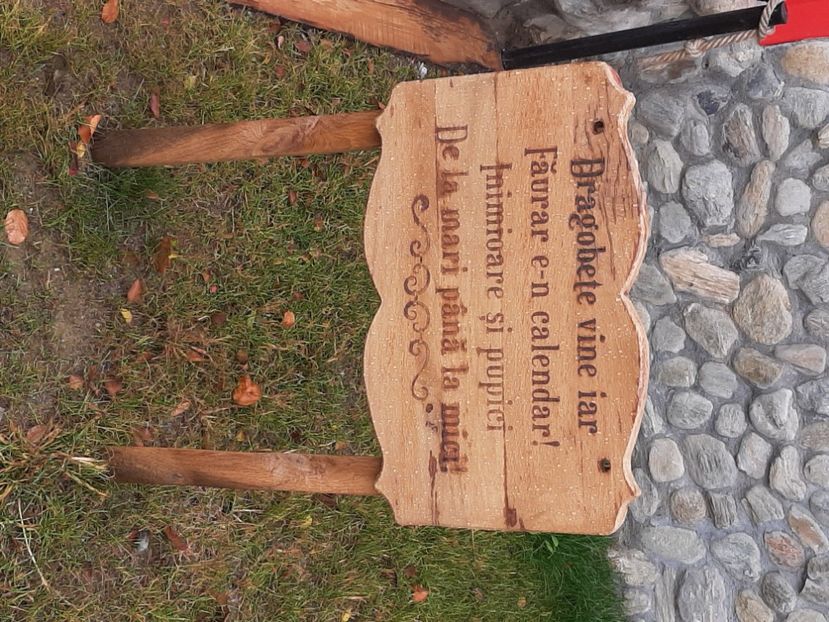 Dragobete vine iar
Făurar e-n calendar!
Inimioare și pupici
De la mari până la mici!